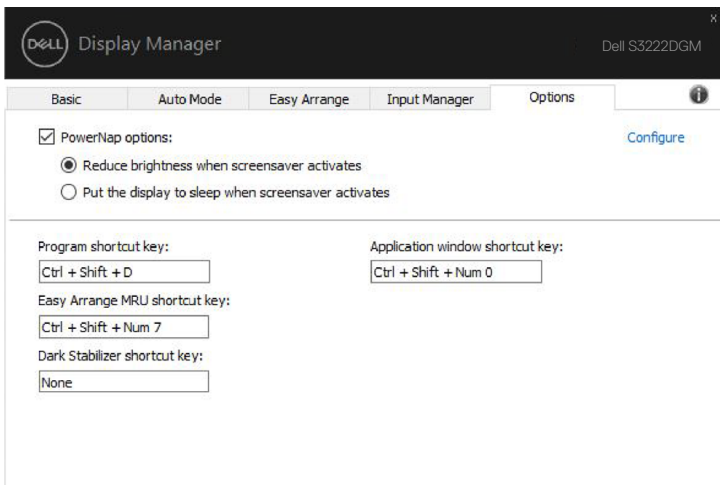 x
DELL Display Manager
Dell S3222DGM
Basic Auto Mode Easy Arrange Input Manager Options
PowerNap options:
Configure
Reduce brightness when screensaver activates
Put the display to sleep when screensaver activates
Program shortcut key:
Application window shortcut key:
Ctrl + Shift + D
Ctrl + Shift + Num 0
Easy Arrange MRU shortcut key:
Ctrl + Shift + Num 7
Dark Stabilizer shortcut key:
None